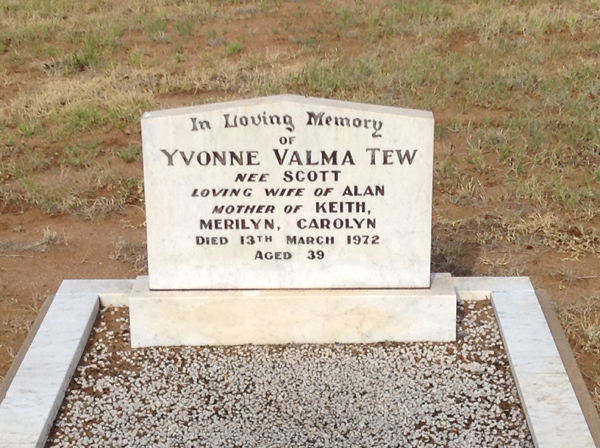 In Loving Memory
OF
YVONNE VALMA TEW
NEE SCOTT
LOVING WIFE OF ALAN
MOTHER OF KEITH,
MERILYN, CAROLYN
DIED 13TH MARCH 1972
AGED 39